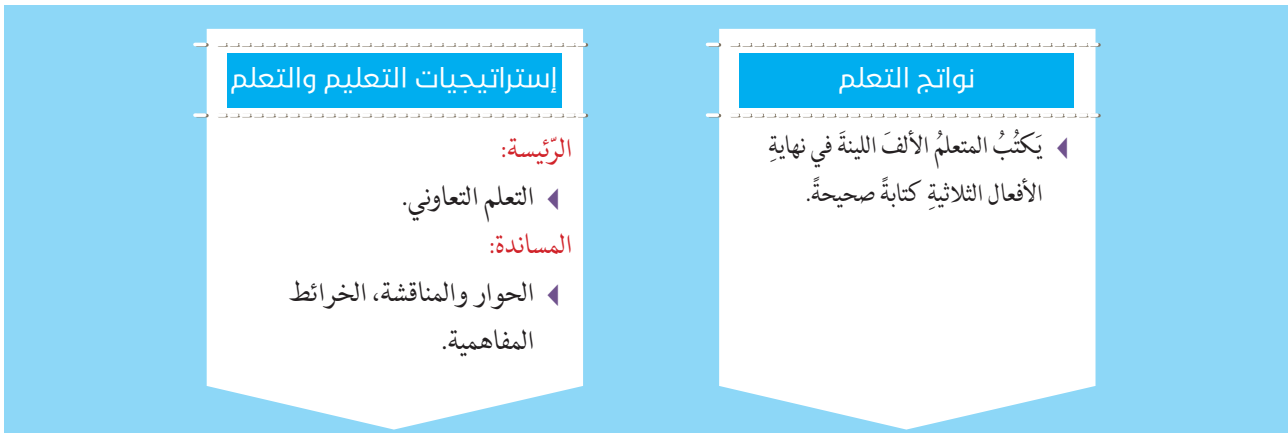 نواتج التعلم
يَكتُبُ المتعلمُ الألفَ اللينةَ في نهايةِ
الأفعال الثلاثيةِ كتابةً صحيحةً.
إستراتيجيات التعليم والتعلم
الرّئيسة:
التعلم التعاوني.
المساندة:
الحوار والمناقشة، الخرائط
المفاهمية.